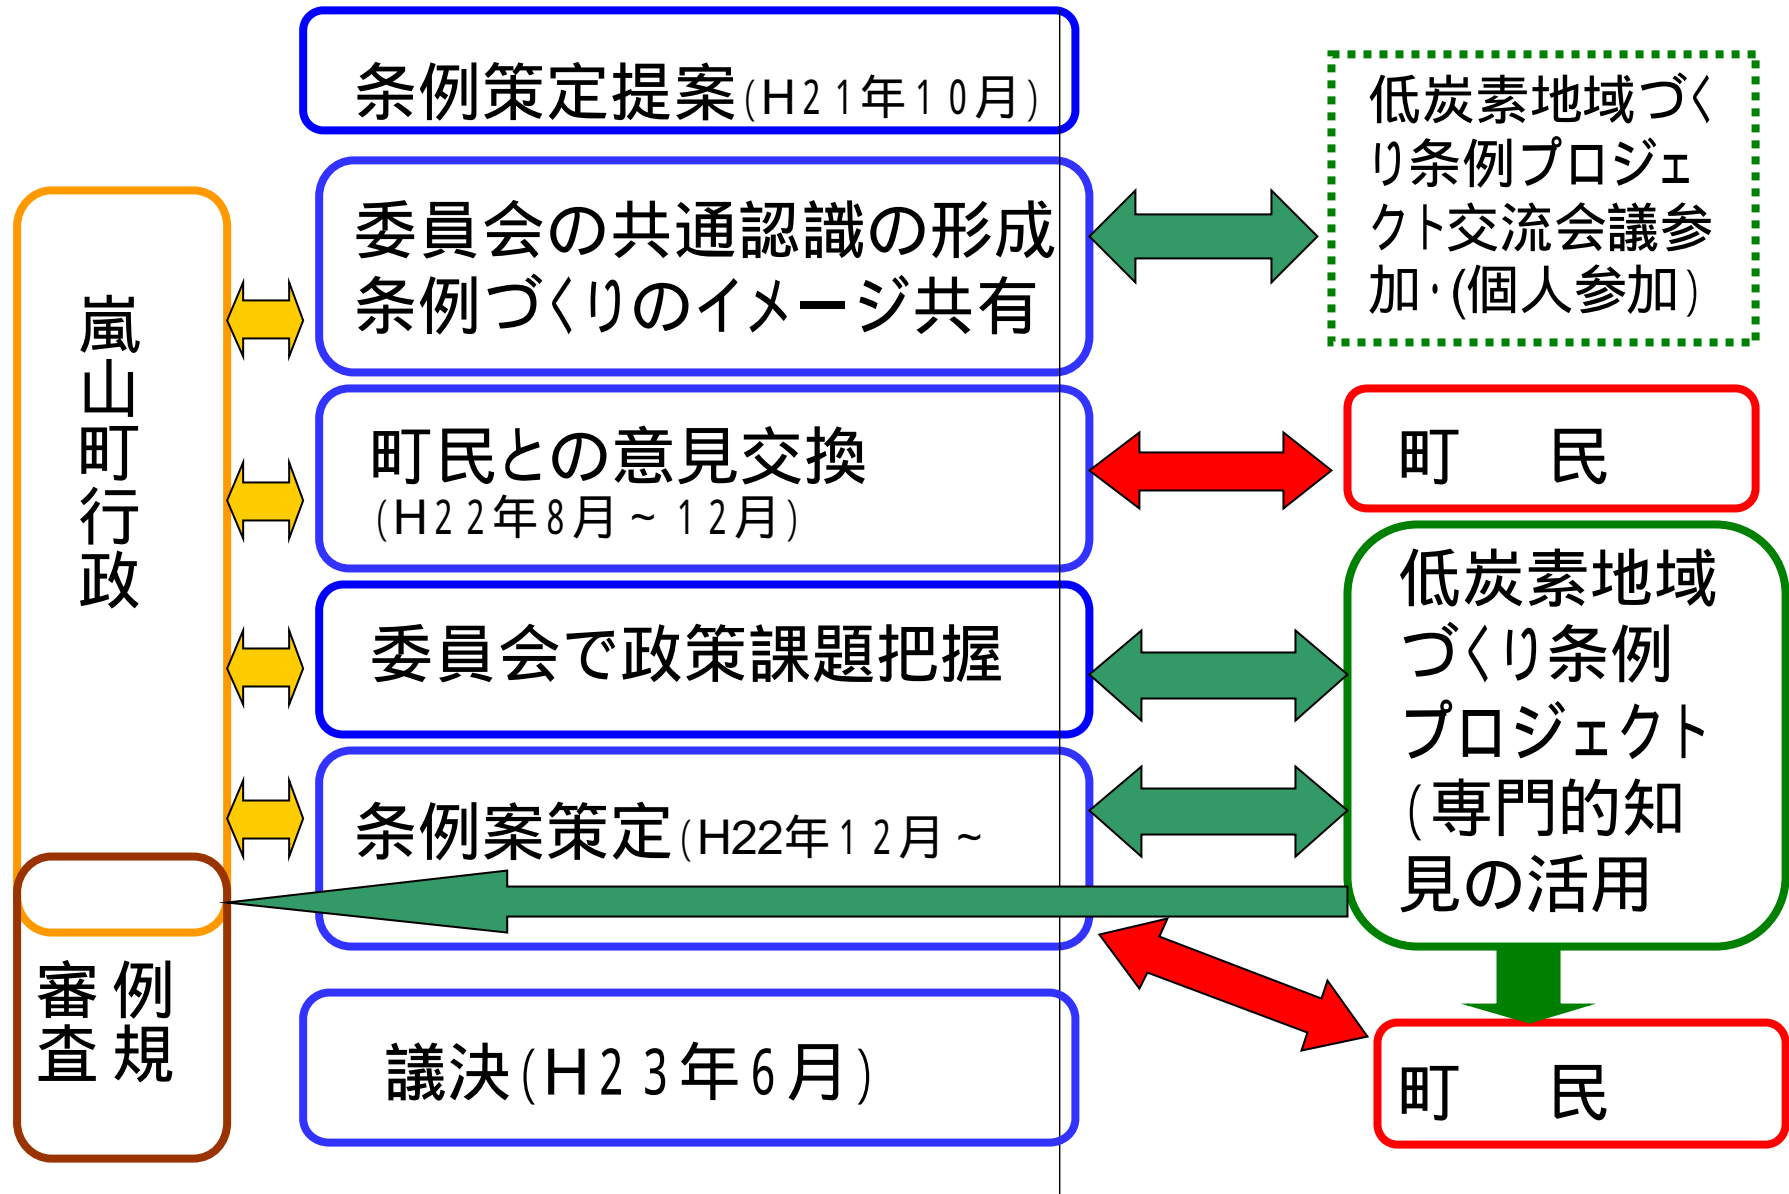 条例策定提案(H21年10月)
委員会の共通認識の形成
条例づくりのイメージ共有
町民との意見交換
(H22年8月~12月)
委員会で政策課題把握
条例案策定(H22年12月~
議決(H23年6月)
嵐山町行政
例規
審査
低炭素地域づく
り条例プロジェ
クト交流会議参
加・(個人参加)
町 民
低炭素地域
づくり条例
プロジェクト
(専門的知
見の活用
町 民